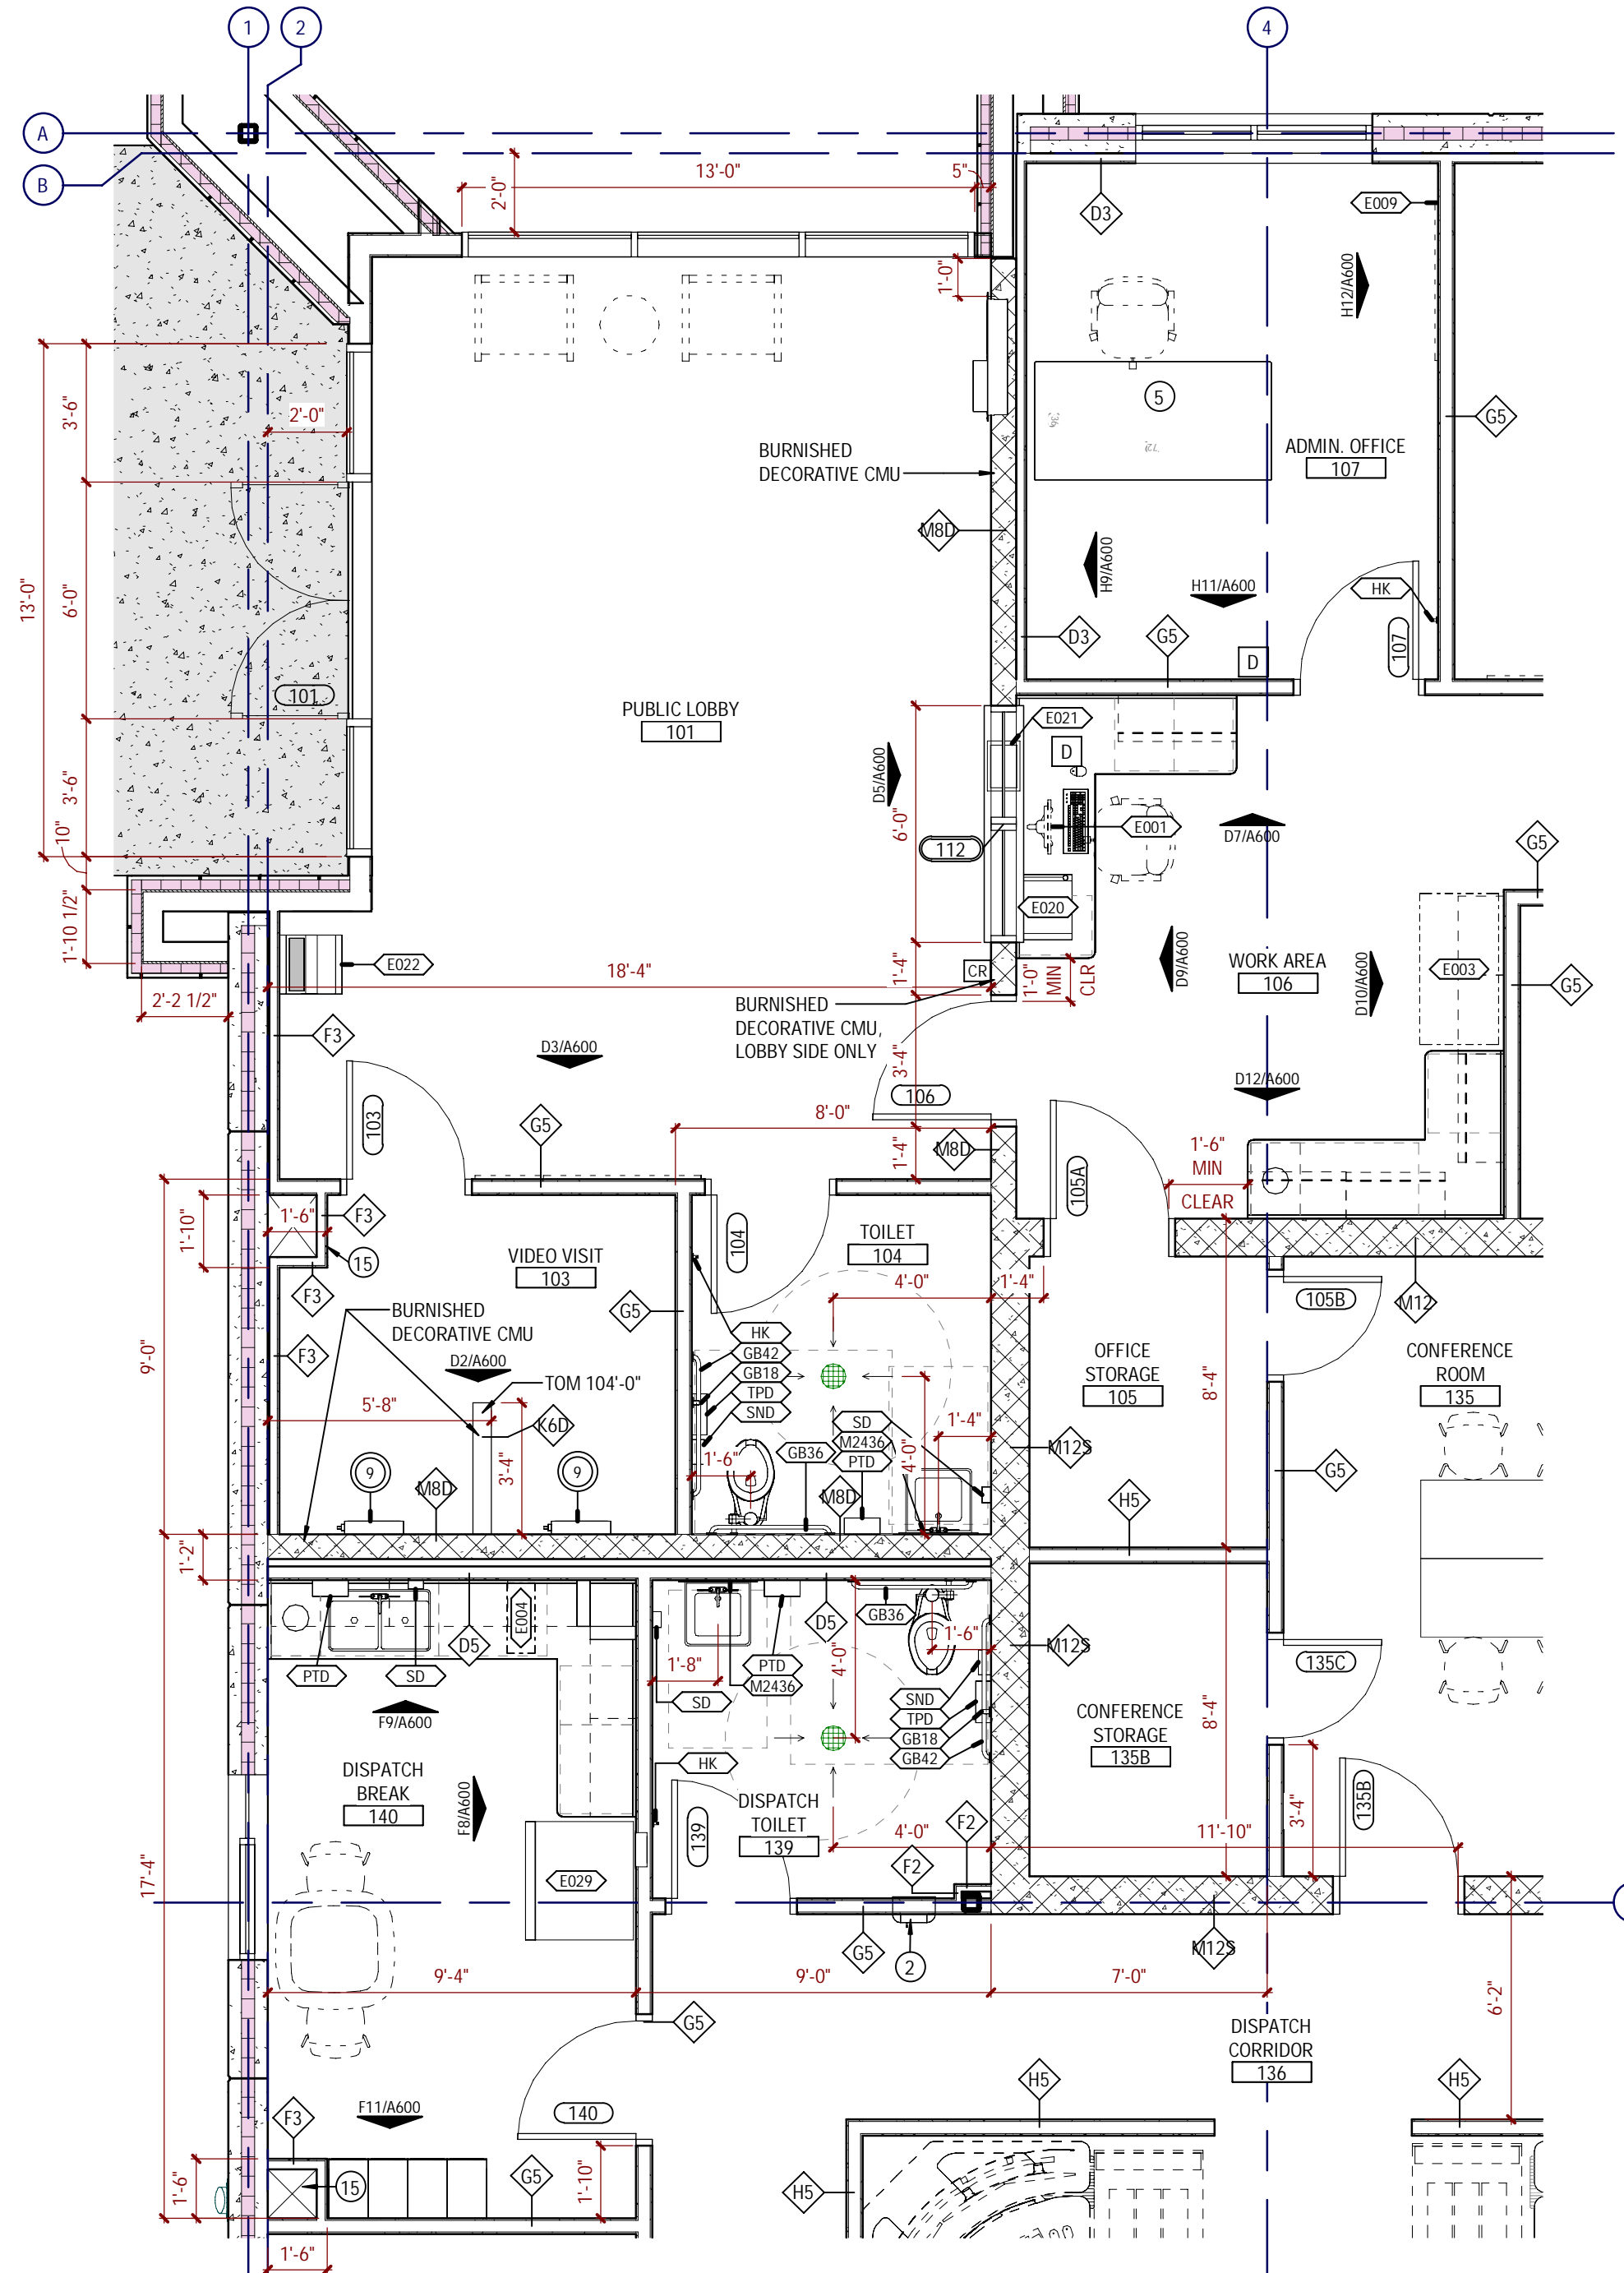 1
2
4
A
B
13'-0"
5"
2'-0"
D3
E009
H12/A600
1'-0"
3'-6"
2'-0"
5
36
72
G5
BURNISHED
DECORATIVE CMU
ADMIN. OFFICE
107
M8D
H9/A600
H11/A600
HK
13'-0"
6'-0"
D3
G5
107
D
101
PUBLIC LOBBY
101
E021
D
D5/A600
3'-6"
6'-0"
E001
D7/A600
112
10"
G5
E020
1'-10 1/2"
D9/A600
WORK AREA
106
D10/A600
E003
E022
18'-4"
CR
1'-4"
1'-0"
MIN
CLR
G5
2'-2 1/2"
BURNISHED
DECORATIVE CMU,
LOBBY SIDE ONLY
F3
D3/A600
3'-4"
D12/A600
106
103
G5
8'-0"
1'-4"
M8D
1'-6"
MIN
CLEAR
105A
1'-10"
1'-6"
F3
15
F3
VIDEO VISIT
103
104
TOILET
104
4'-0"
1'-4"
G5
105B
M12
BURNISHED
DECORATIVE CMU
F3
D2/A600
HK
GB42
GB18
TPD
SND
OFFICE
STORAGE
105
8'-4"
CONFERENCE
ROOM
135
9'-0"
TOM 104'-0"
5'-8"
K6D
3'-4"
SD
M2436
PTD
GB36
1'-4"
4'-0"
1'-6"
M12S
G5
9
9
M8D
M8D
H5
1'-2"
E004
D5
D5
GB36
1'-6"
M12S
135C
PTD
SD
1'-8"
PTD
M2436
SD
4'-0"
SND
TPD
GB18
GB42
F9/A600
CONFERENCE
STORAGE
135B
8'-4"
HK
DISPATCH
BREAK
140
F8/A600
DISPATCH
TOILET
139
139
F2
4'-0"
11'-10"
3'-4"
135B
17'-4"
E029
F2
G5
2
M12S
9'-4"
9'-0"
7'-0"
6'-2"
G5
DISPATCH
CORRIDOR
136
F11/A600
F3
140
H5
H5
1'-6"
15
G5
1'-10"
H5
1'-6"